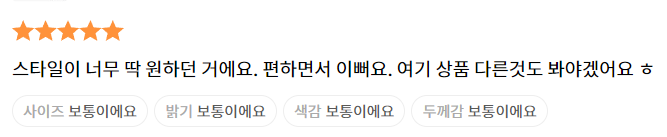 스타일이 너무 딱 원하던 거에요. 편하면서 이뻐요. 여기 상품 다른것도 봐야겠어요 ㅎ
사이즈 보통이에요 밝기 보통이에요 색감 보통이에요 두께감 보통이에요